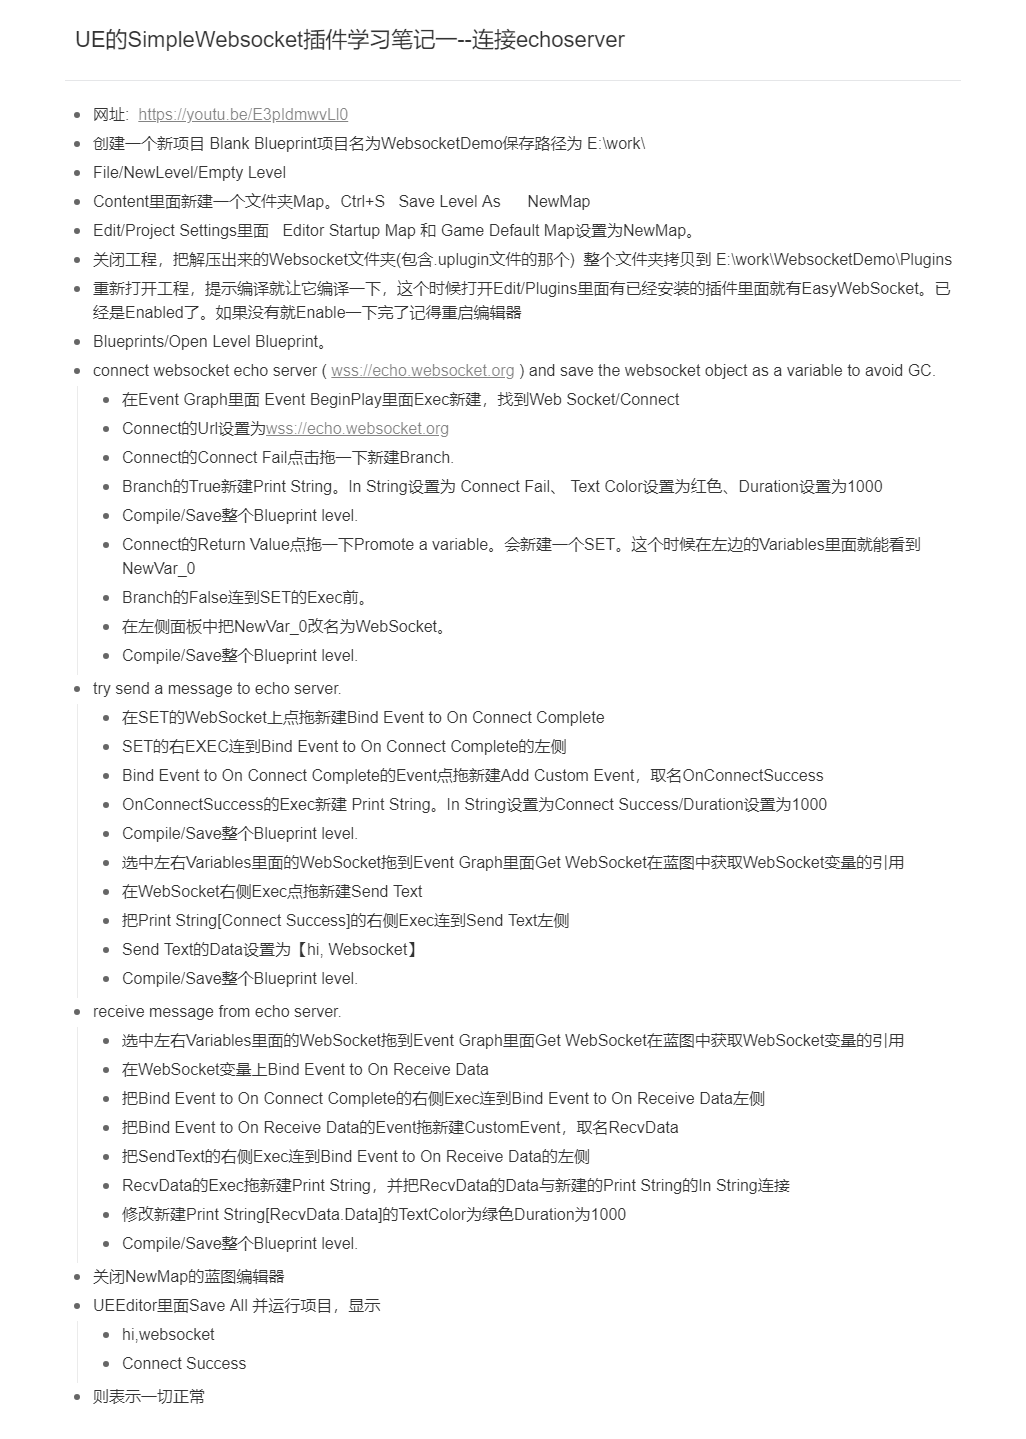 UE的SimpleWebsocket插件学习笔记一--连接echoserver
网址:  https://youtu.be/E3pIdmwvLl0
创建一个新项目 Blank Blueprint项目名为WebsocketDemo保存路径为 E:\work\
File/NewLevel/Empty Level
Content里面新建一个文件夹Map。Ctrl+S   Save Level As      NewMap
Edit/Project Settings里面   Editor Startup Map 和 Game Default Map设置为NewMap。
关闭工程，把解压出来的Websocket文件夹(包含.uplugin文件的那个)  整个文件夹拷贝到 E:\work\WebsocketDemo\Plugins
重新打开工程，提示编译就让它编译一下，这个时候打开Edit/Plugins里面有已经安装的插件里面就有EasyWebSocket。已
经是Enabled了。如果没有就Enable一下完了记得重启编辑器
Blueprints/Open Level Blueprint。
connect websocket echo server ( wss://echo.websocket.org ) and save the websocket object as a variable to avoid GC.
在Event Graph里面 Event BeginPlay里面Exec新建，找到Web Socket/Connect
Connect的Url设置为wss://echo.websocket.org
Connect的Connect Fail点击拖一下新建Branch.
Branch的True新建Print String。In String设置为 Connect Fail、 Text Color设置为红色、Duration设置为1000
Compile/Save整个Blueprint level.
Connect的Return Value点拖一下Promote a variable。会新建一个SET。这个时候在左边的Variables里面就能看到
NewVar_0
Branch的False连到SET的Exec前。
在左侧面板中把NewVar_0改名为WebSocket。
Compile/Save整个Blueprint level.
try send a message to echo server.
在SET的WebSocket上点拖新建Bind Event to On Connect Complete
SET的右EXEC连到Bind Event to On Connect Complete的左侧
Bind Event to On Connect Complete的Event点拖新建Add Custom Event，取名OnConnectSuccess
OnConnectSuccess的Exec新建 Print String。In String设置为Connect Success/Duration设置为1000
Compile/Save整个Blueprint level.
选中左右Variables里面的WebSocket拖到Event Graph里面Get WebSocket在蓝图中获取WebSocket变量的引用
在WebSocket右侧Exec点拖新建Send Text
把Print String[Connect Success]的右侧Exec连到Send Text左侧
Send Text的Data设置为【hi, Websocket】
Compile/Save整个Blueprint level.
receive message from echo server.
选中左右Variables里面的WebSocket拖到Event Graph里面Get WebSocket在蓝图中获取WebSocket变量的引用
在WebSocket变量上Bind Event to On Receive Data
把Bind Event to On Connect Complete的右侧Exec连到Bind Event to On Receive Data左侧
把Bind Event to On Receive Data的Event拖新建CustomEvent，取名RecvData
把SendText的右侧Exec连到Bind Event to On Receive Data的左侧
RecvData的Exec拖新建Print String，并把RecvData的Data与新建的Print String的In String连接
修改新建Print String[RecvData.Data]的TextColor为绿色Duration为1000
Compile/Save整个Blueprint level.
关闭NewMap的蓝图编辑器
UEEditor里面Save All 并运行项目，显示
hi,websocket
Connect Success
则表示一切正常